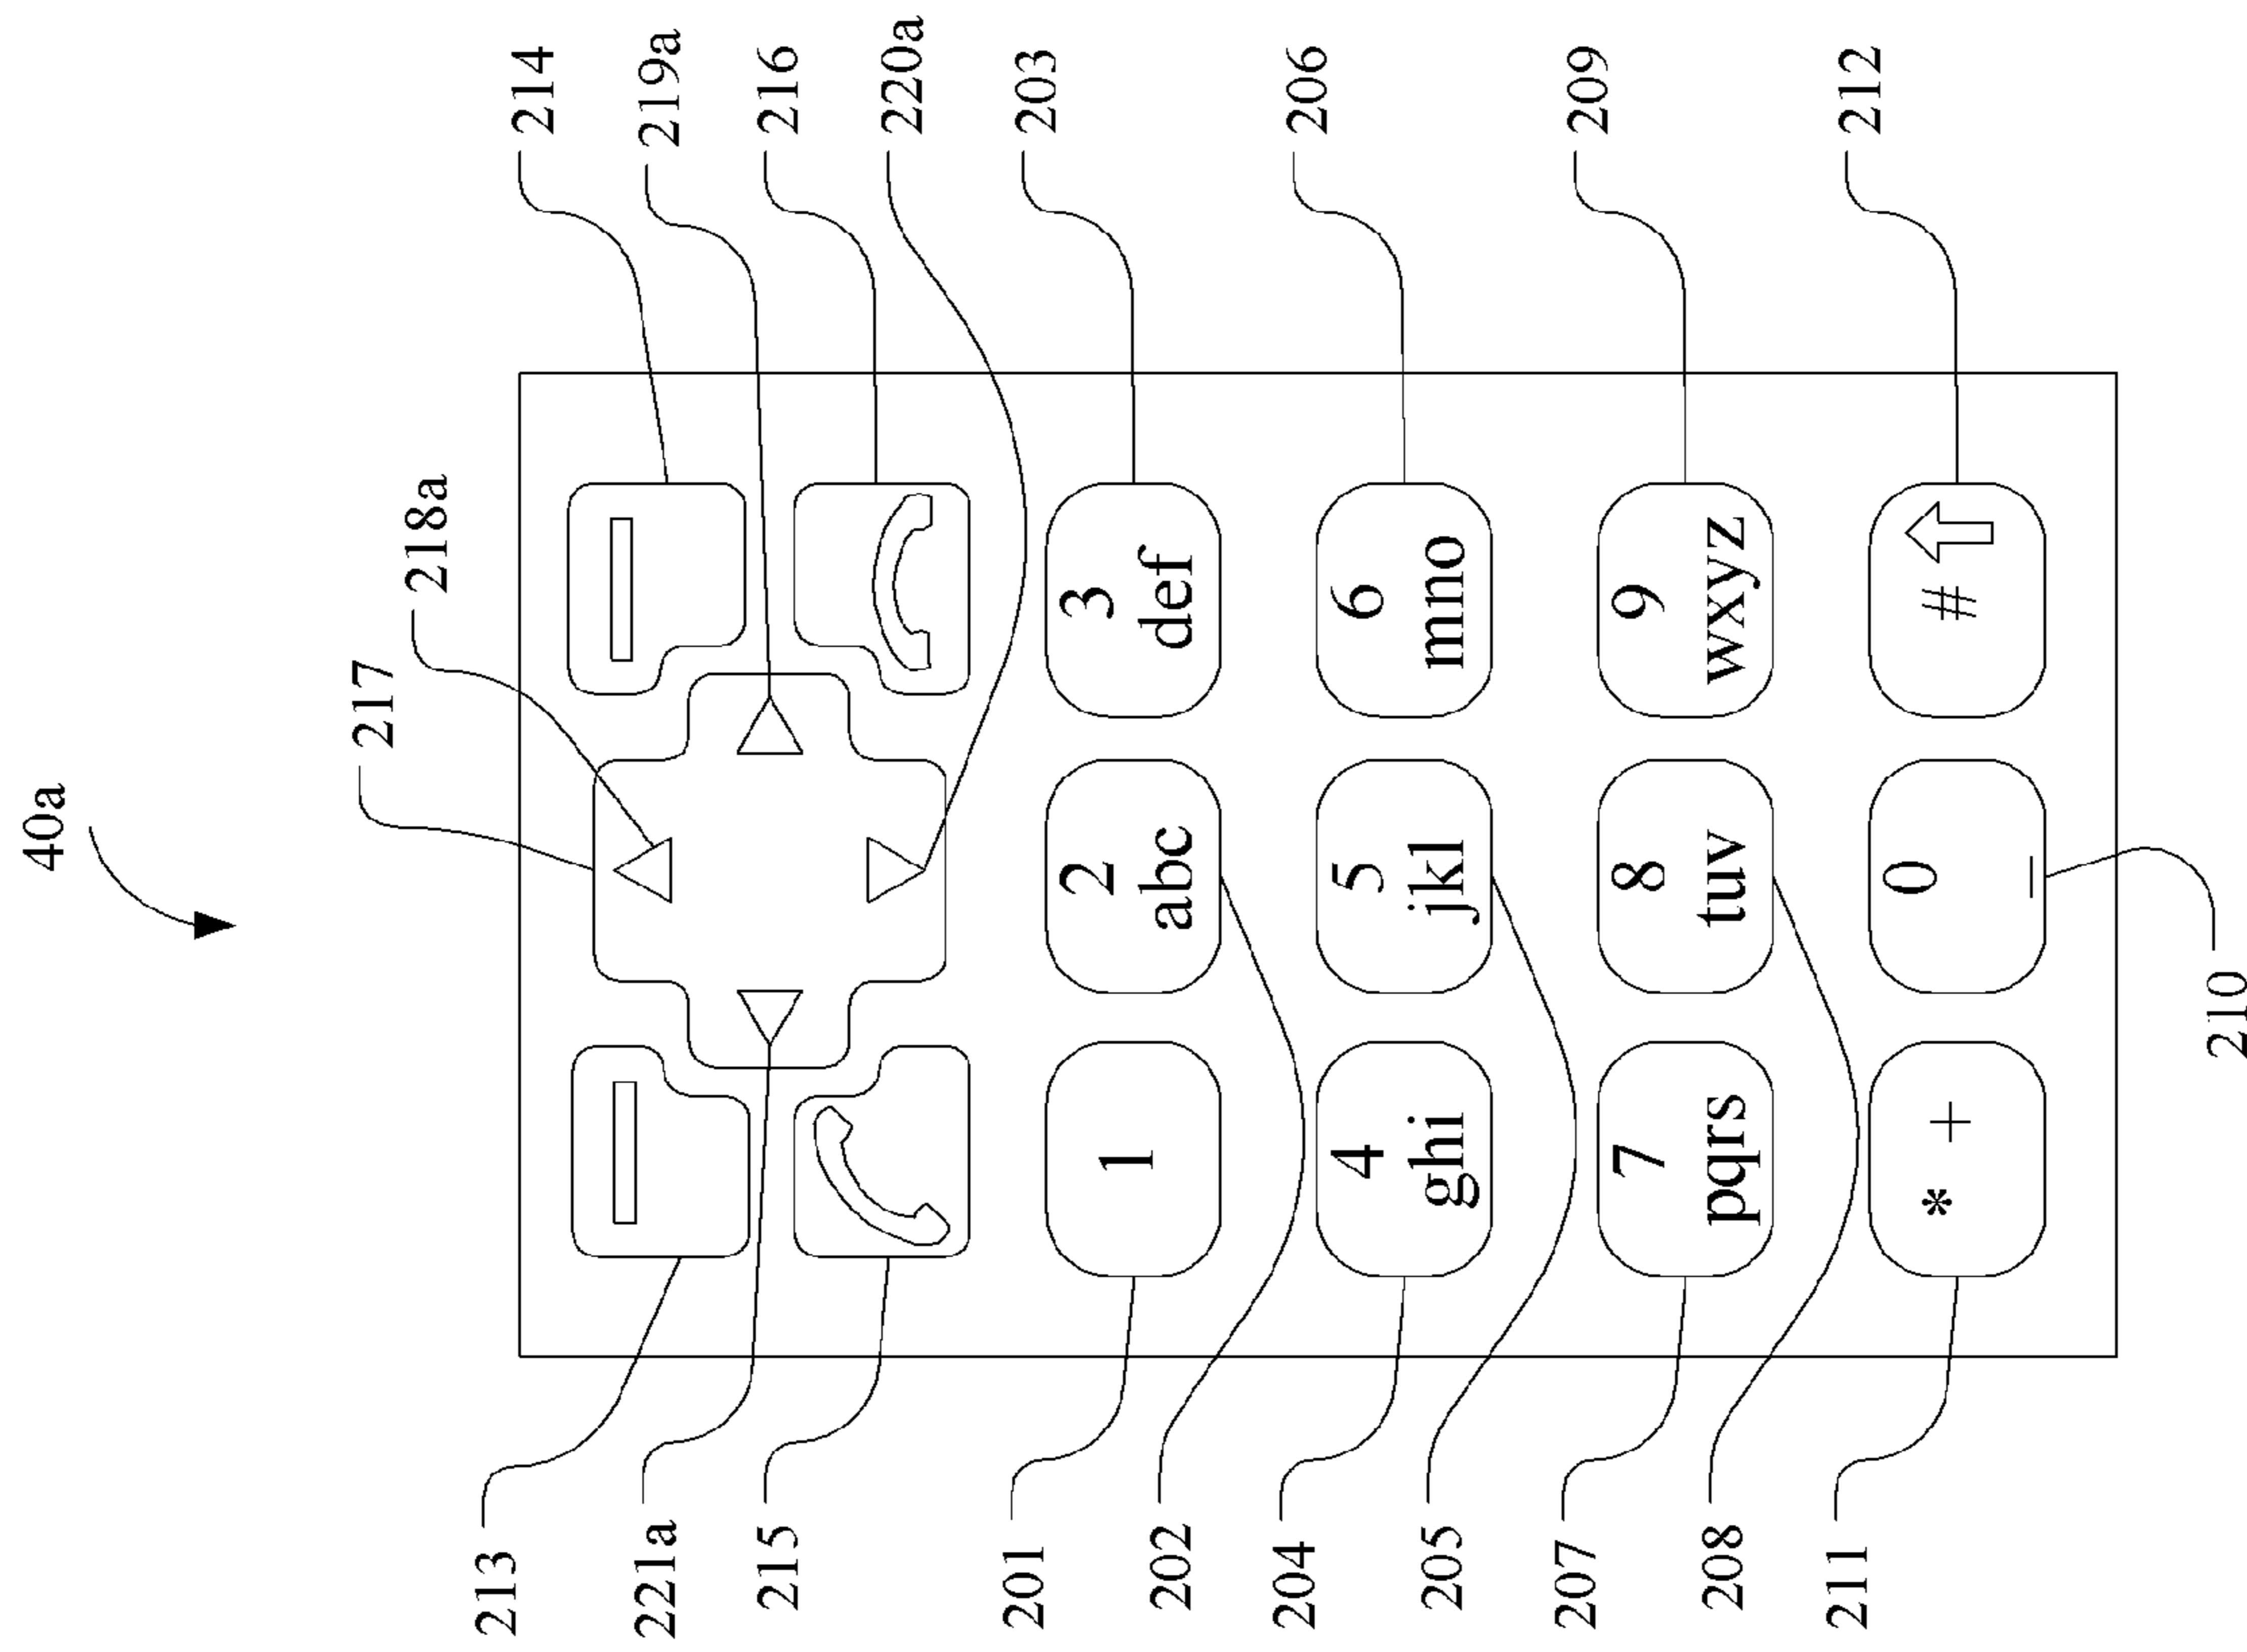 40a
217
218a
213
214
221a
219a
215
216
220a
201
1
2
abc
3
def
203
202
204
4
ghi
5
jkl
6
mno
206
205
207
7
pqrs
8
tuv
9
wxyz
209
208
211
* +
0
_
#
212
210